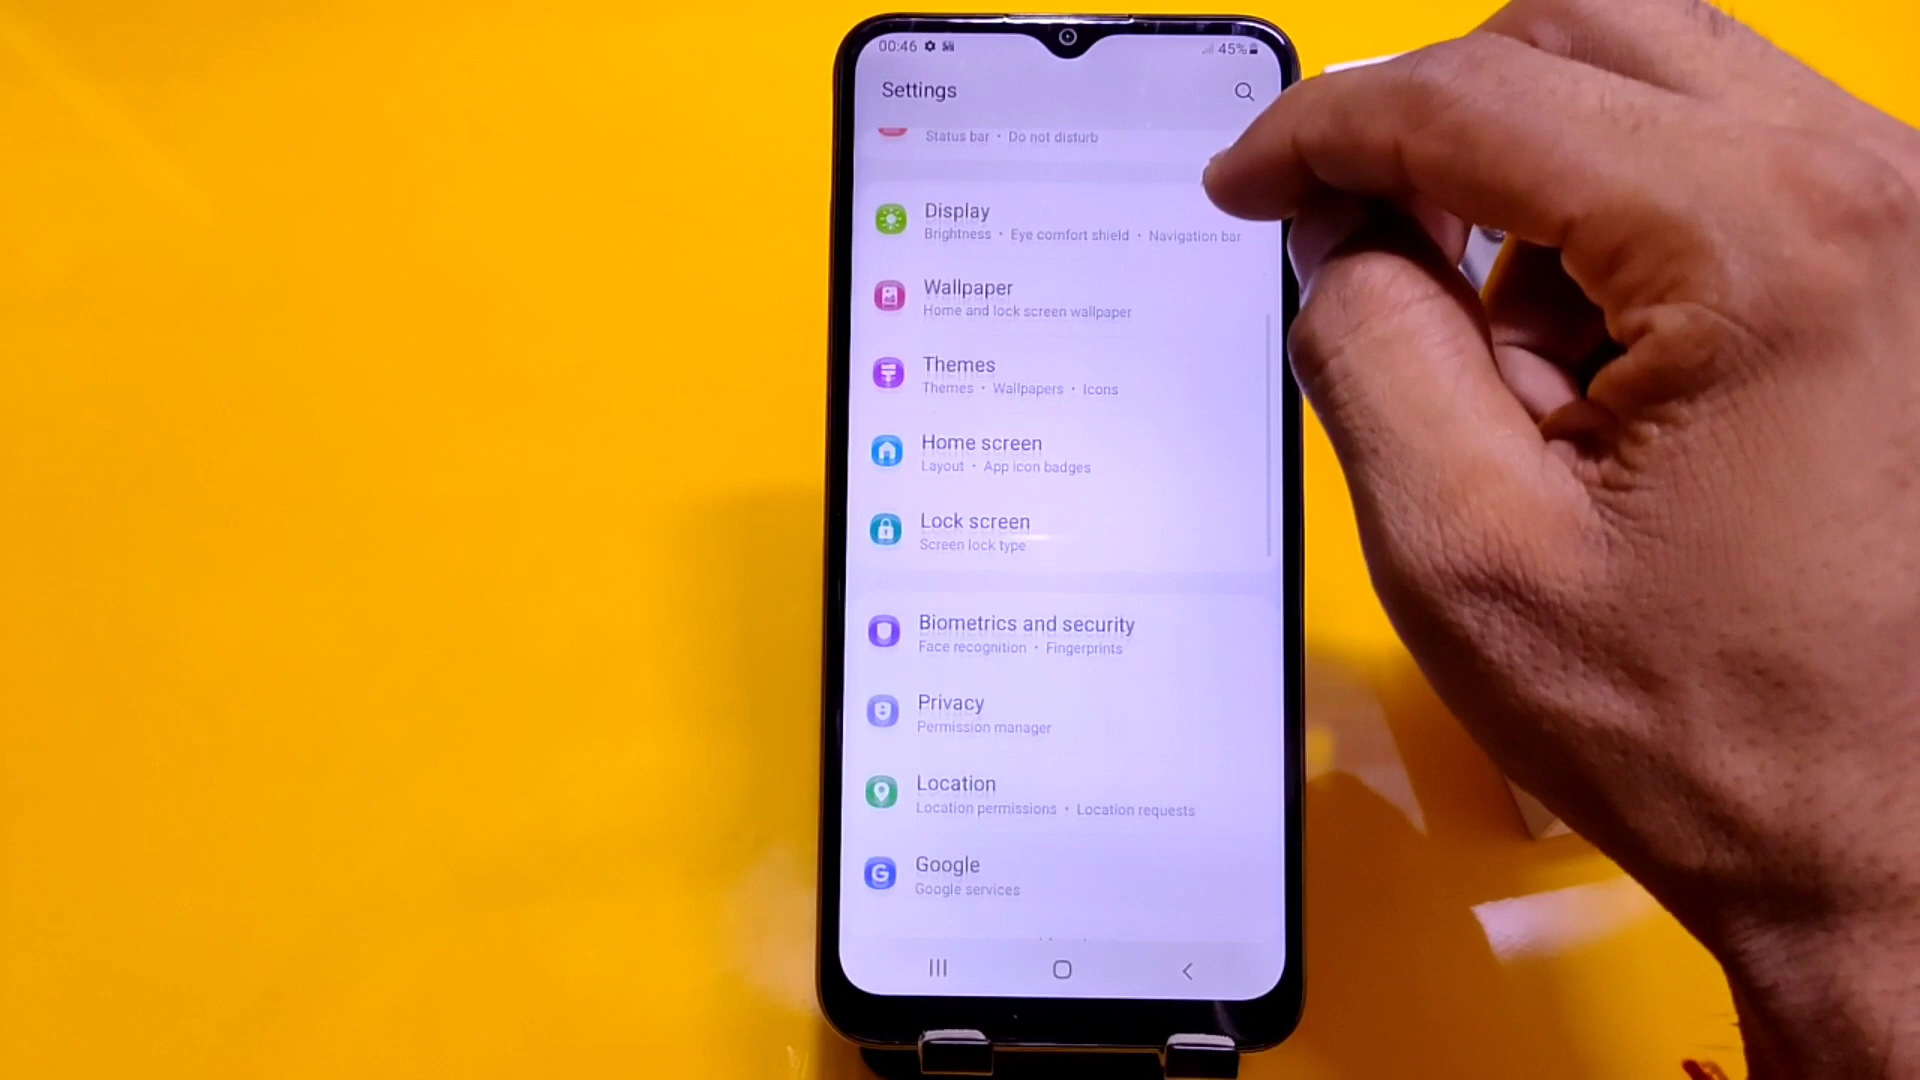 00:46
45%
Settings
Status bar • Do not disturb
Display
Brightness • Eye comfort shield • Navigation bar
Wallpaper
Home and lock screen wallpaper
Themes
Themes • Wallpapers • Icons
Home screen
Layout • App icon badges
Lock screen
Screen lock type
Biometrics and security
Face recognition • Fingerprints
Privacy
Permission manager
Location
Location permissions • Location requests
G
Google
Google services